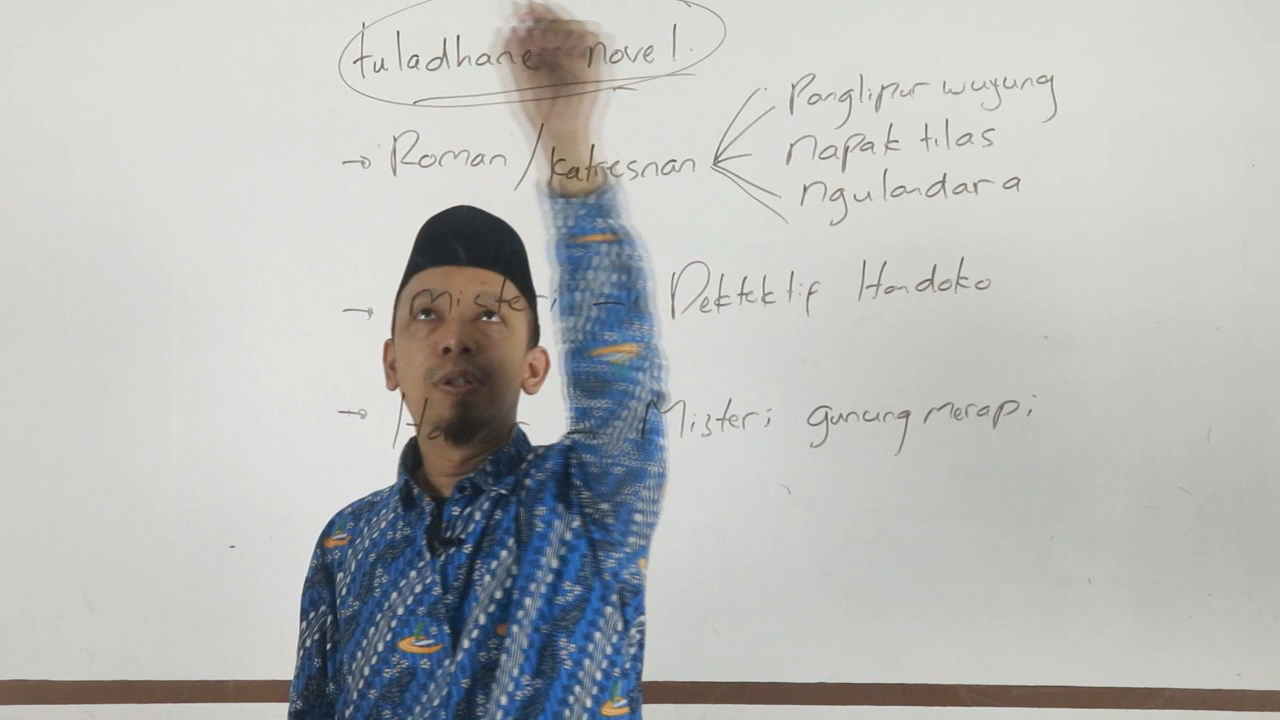 tuladhane novel.
→ Roman / katresnan
Panglipur wuyung
napak tilas
ngulandara
→ Misteri → Dektektif Handoko
→ – Misteri gunung merapi